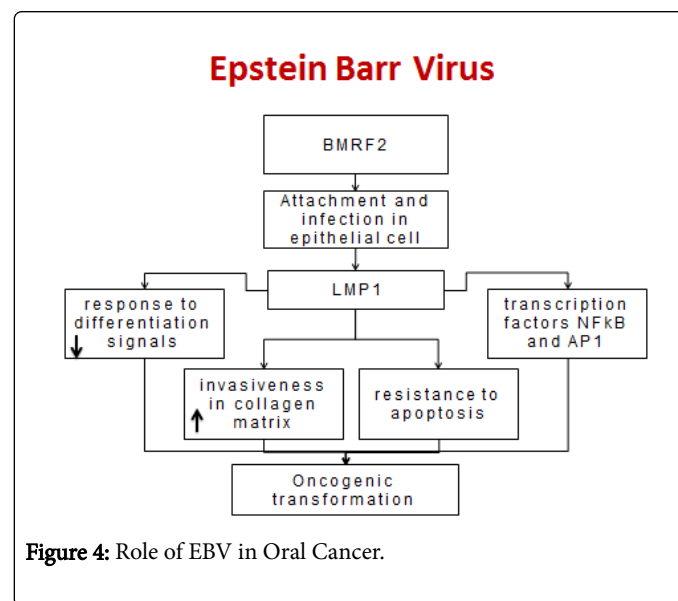 Epstein Barr Virus
BMRF2
Attachment and
infection in
epithelial cell
LMP1
response to
differentiation
signals
transcription
factors NFkB
and AP1
invasiveness
in collagen
matrix
resistance to
apoptosis
Oncogenic
transformation
Figure 4: Role of EBV in Oral Cancer.